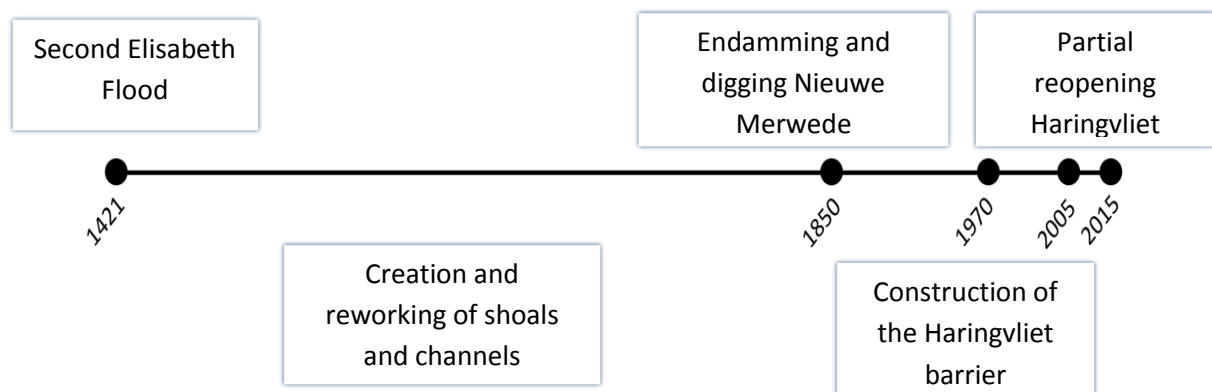 Second Elisabeth
Flood
Endamming and
digging Nieuwe
Merwede
Partial
reopening
Haringvliet
1421
1850
1970
2005
2015
Creation and
reworking of shoals
and channels
Construction of
the Haringvliet
barrier